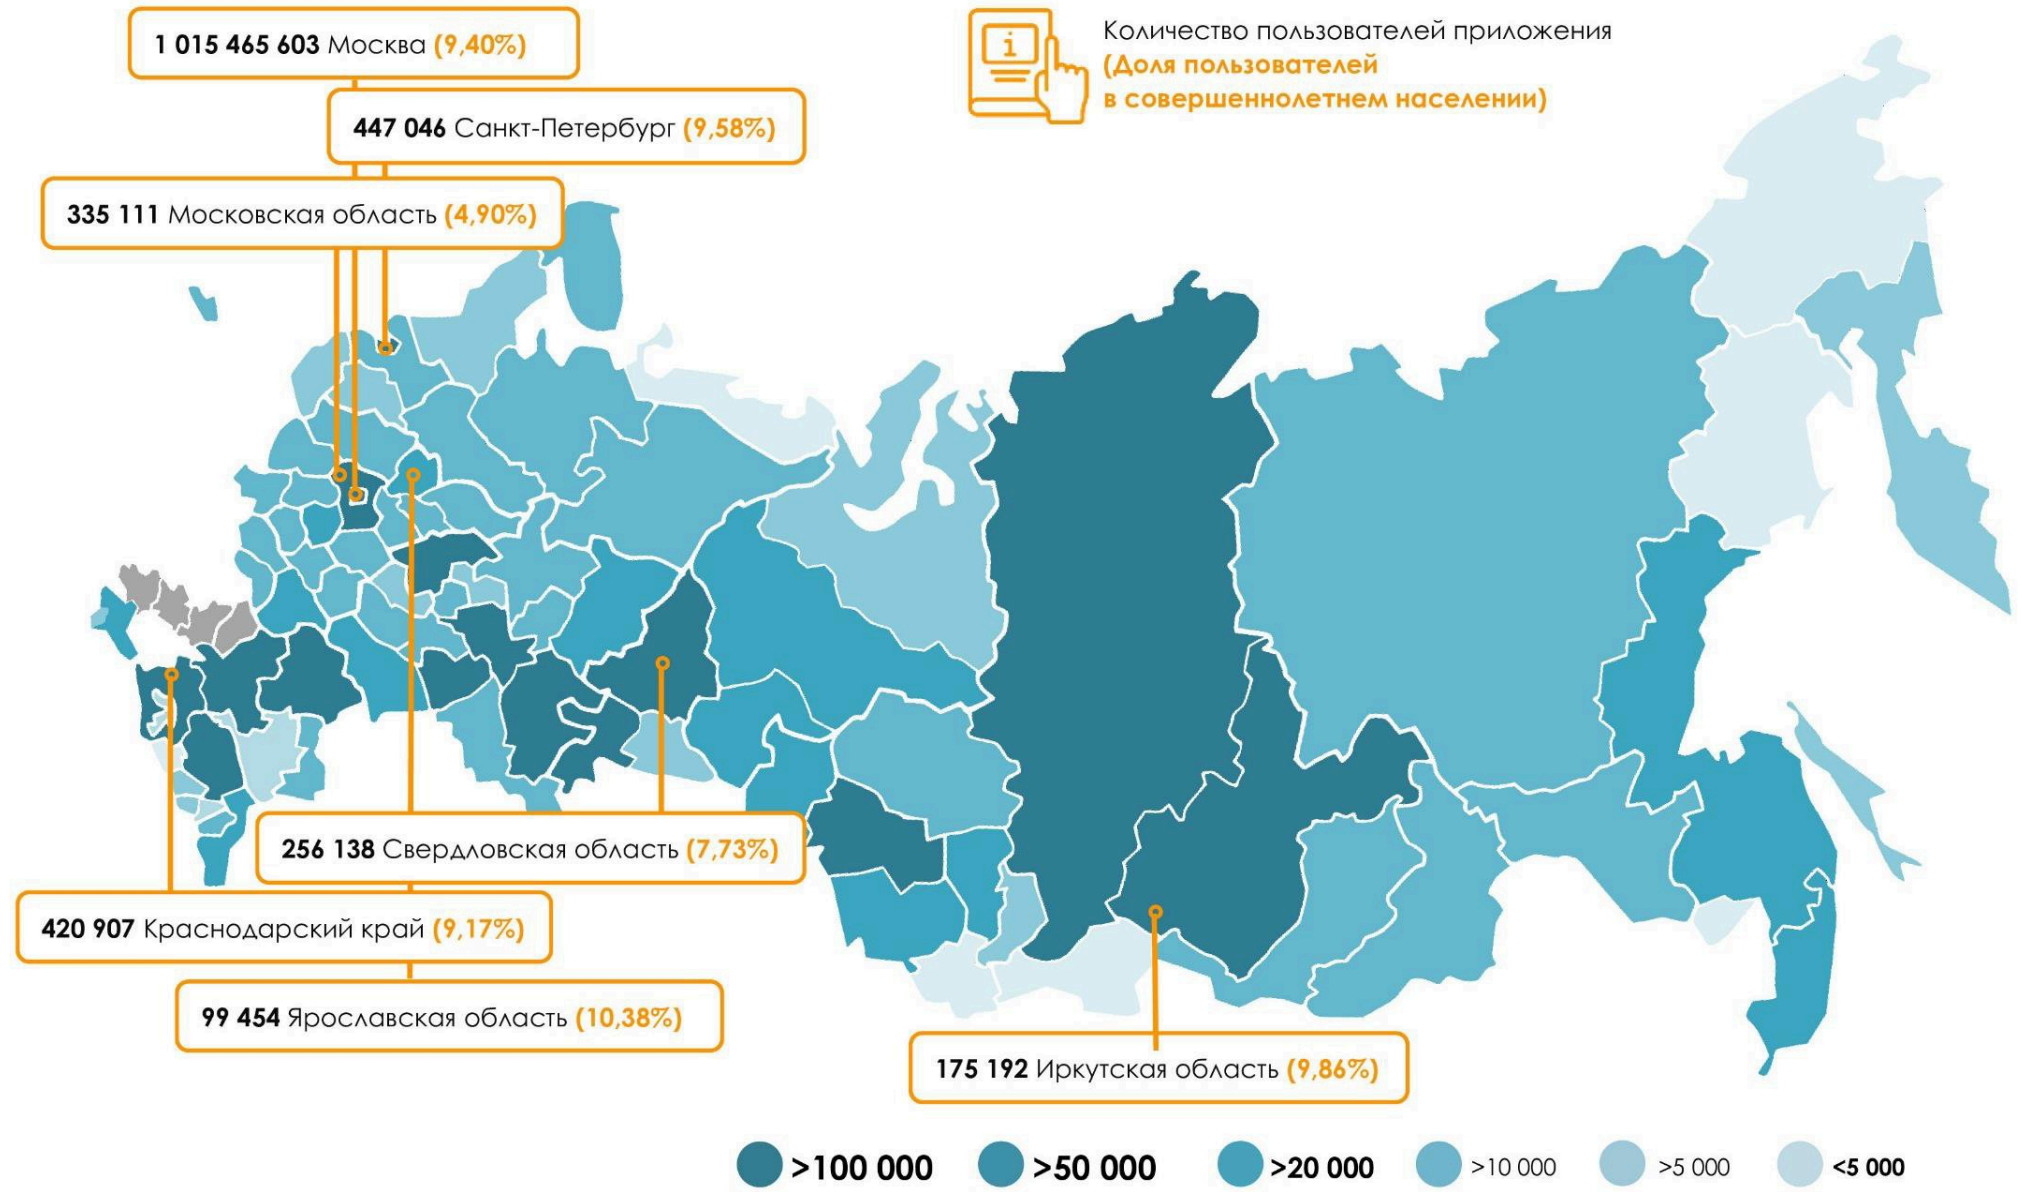 1 015 465 603 Москва (9,40%)
447 046 Санкт-Петербург (9,58%)
335 111 Московская область (4,90%)
i
Количество пользователей приложения
(Доля пользователей
в совершеннолетнем населении)
256 138 Свердловская область (7,73%)
420 907 Краснодарский край (9,17%)
99 454 Ярославская область (10,38%)
175 192 Иркутская область (9,86%)
>100 000 >50 000 >20 000 >10 000 >5 000 <5 000